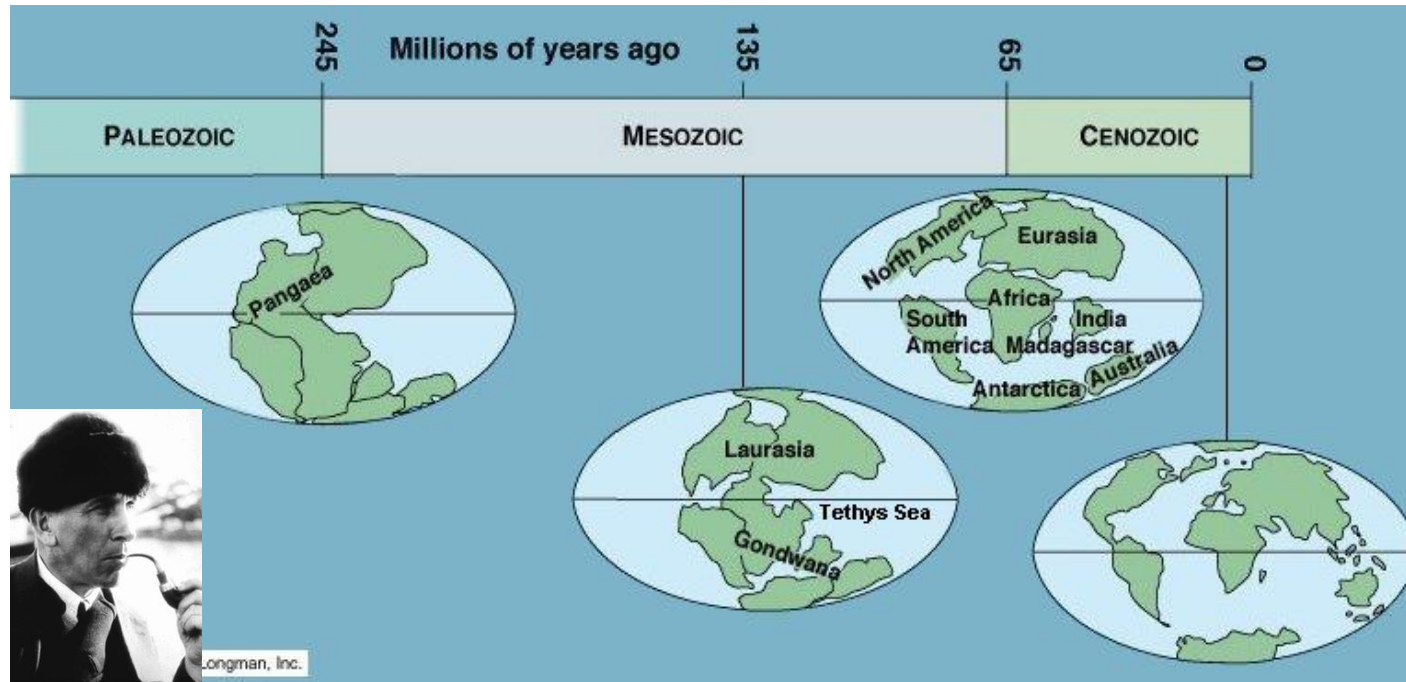 245
Millions of years ago
135
65
0
PALEOZOIC
MESOZOIC
CENOZOIC
Pangaea
North America
Eurasia
Africa
South
America
India
Madagascar
Australia
Antarctica
Laurasia
Tethys Sea
Gondwana
Longman, Inc.